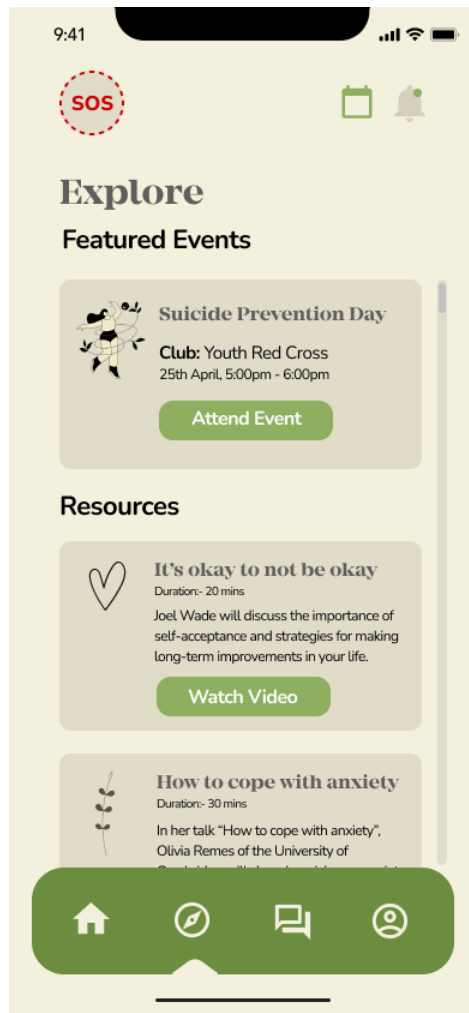 9:41
SOS
Explore
Featured Events
Suicide Prevention Day
Club: Youth Red Cross
25th April, 5:00pm - 6:00pm
Attend Event
Resources
It's okay to not be okay
Duration:- 20 mins
Joel Wade will discuss the importance of
self-acceptance and strategies for making
long-term improvements in your life.
Watch Video
How to cope with anxiety
Duration:- 30 mins
In her talk “How to cope with anxiety”,
Olivia Remes of the University of